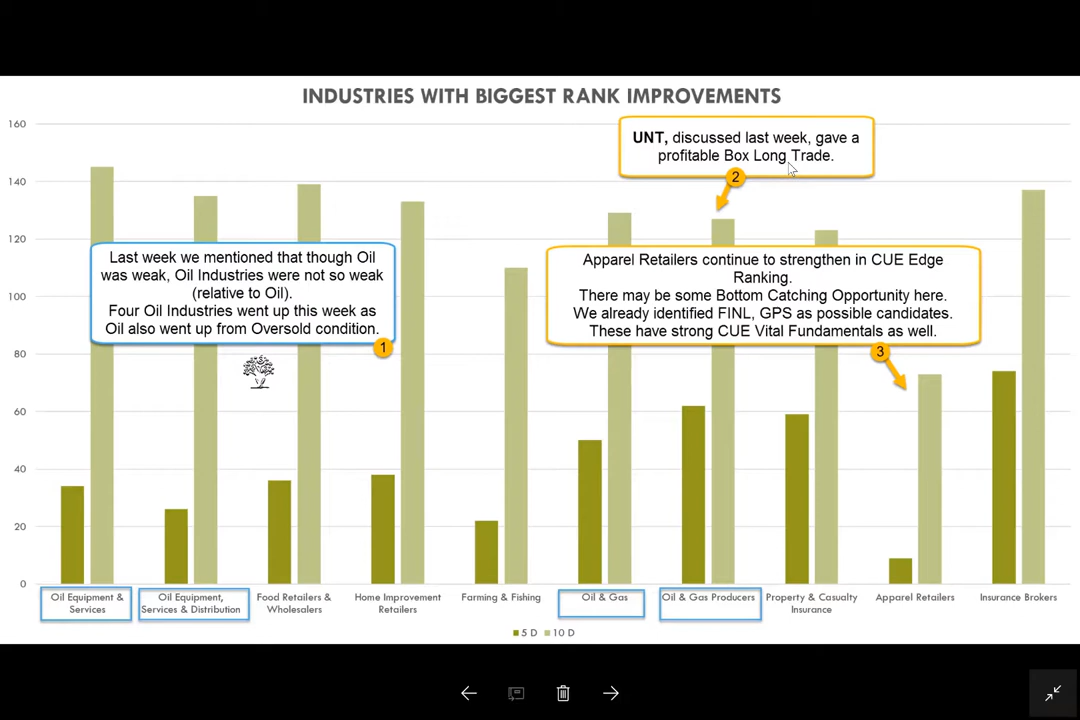 INDUSTRIES WITH BIGGEST RANK IMPROVEMENTS
160
140
120
100
80
60
40
20
0
UNT, discussed last week, gave a
profitable Box Long Trade.
2
Last week we mentioned that though Oil
was weak, Oil Industries were not so weak
(relative to Oil).
Four Oil Industries went up this week as
Oil also went up from Oversold condition.
1
Apparel Retailers continue to strengthen in CUE Edge
Ranking.
There may be some Bottom Catching Opportunity here.
We already identified FINL, GPS as possible candidates.
These have strong CUE Vital Fundamentals as well.
3
Oil Equipment &
Services
Oil Equipment,
Services & Distribution
Food Retailers &
Wholesalers
Home Improvement
Retailers
Farming & Fishing
Oil & Gas
Oil & Gas Producers
Property & Casualty
Insurance
Apparel Retailers
Insurance Brokers
5 D
10 D